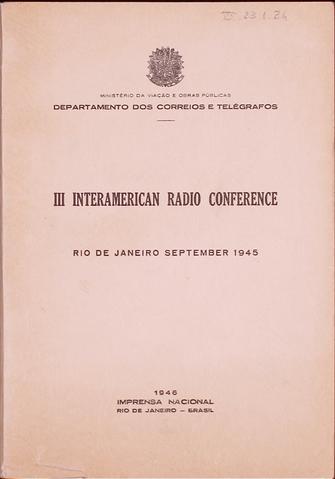 MINISTÉRIO DA VIAÇÃO E OBRAS PÚBLICAS
DEPARTAMENTO DOS CORREIOS E TELÉGRAFOS
III INTERAMERICAN RADIO CONFERENCE
RIO DE JANEIRO SEPTEMBER 1945
1946
IMPRENSA NACIONAL
RIO DE JANEIRO – BRASIL